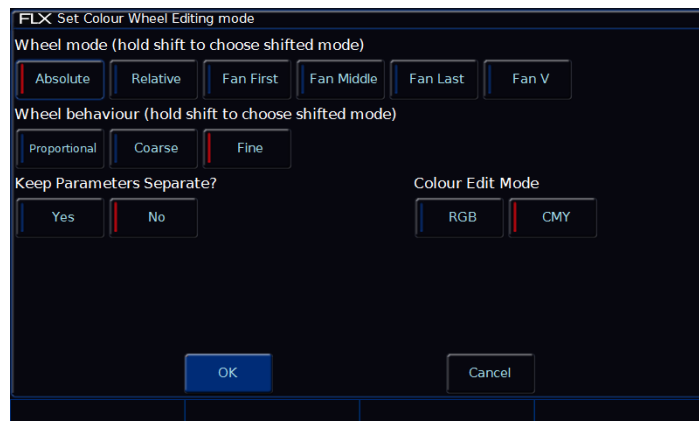 FLX Set Colour Wheel Editing mode
Wheel mode (hold shift to choose shifted mode)
Absolute Relative Fan First Fan Middle Fan Last Fan V
Wheel behaviour (hold shift to choose shifted mode)
Proportional Coarse Fine
Keep Parameters Separate? Colour Edit Mode
Yes No RGB CMY
OK Cancel